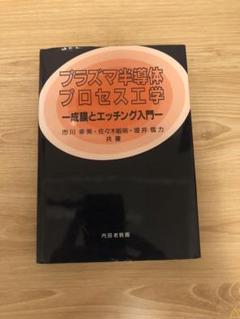 プラズマ半導体
プロセス工学
―成膜とエッチング入門―
市川 幸美・佐々木敏明・堤井 信力
共著
内田老鶴圃